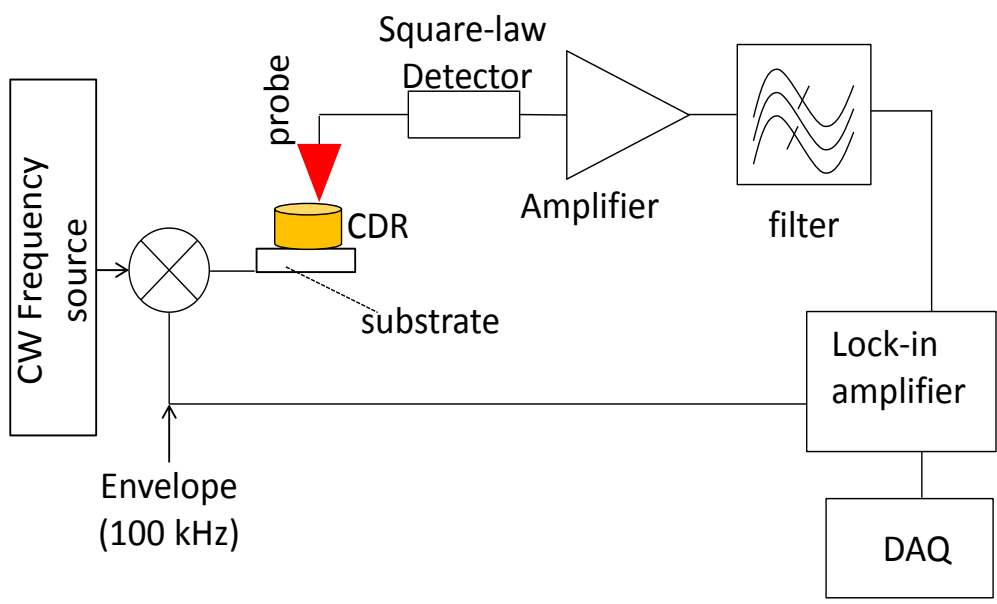 Square-law
Detector
probe
CDR
Amplifier
filter
CW Frequency
source
substrate
Lock-in
amplifier
Envelope
(100 kHz)
DAQ